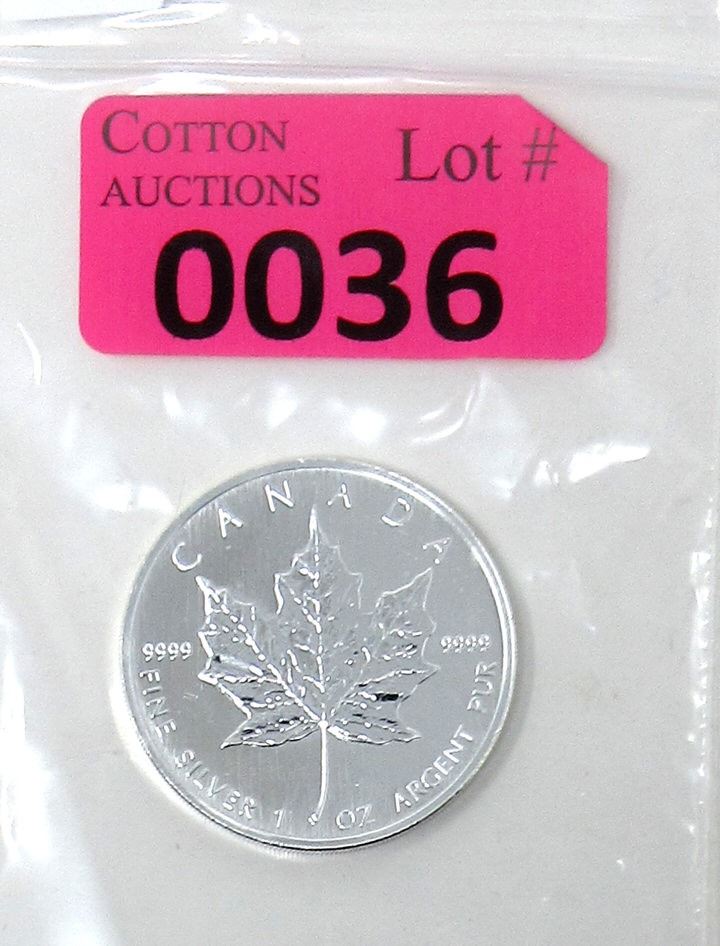 COTTON
AUCTIONS
Lot #
0036
CANADA
9999
9999
FINE SILVER 1 OZ ARGENT PUR